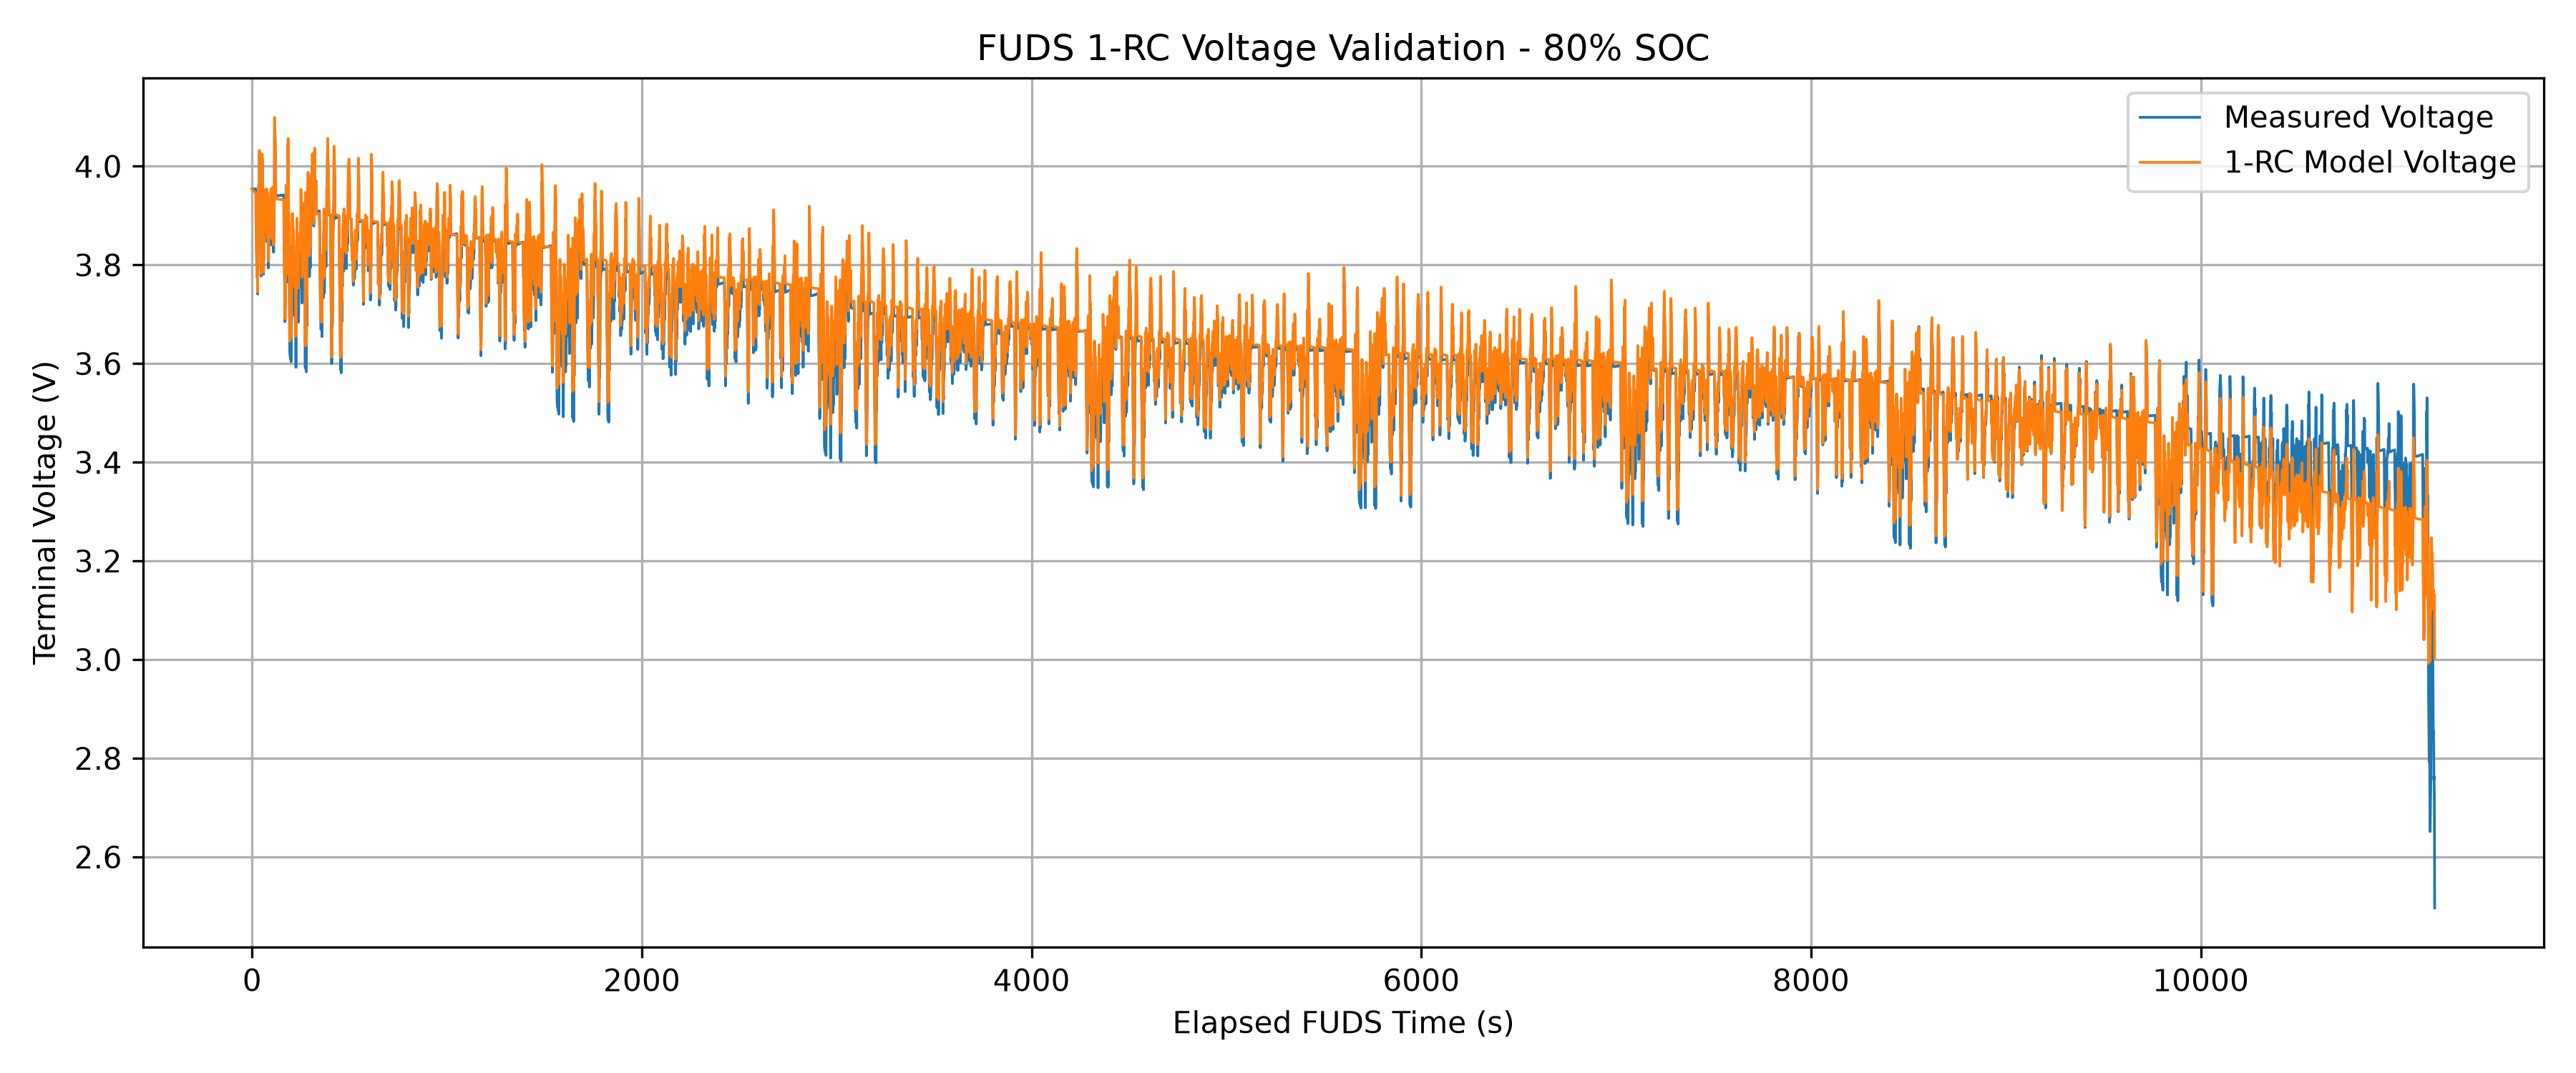 FUDS 1-RC Voltage Validation - 80% SOC
Measured Voltage
1-RC Model Voltage
Terminal Voltage (V)
4.0
3.8
3.6
3.4
3.2
3.0
2.8
2.6
0
2000
4000
6000
8000
10000
Elapsed FUDS Time (s)